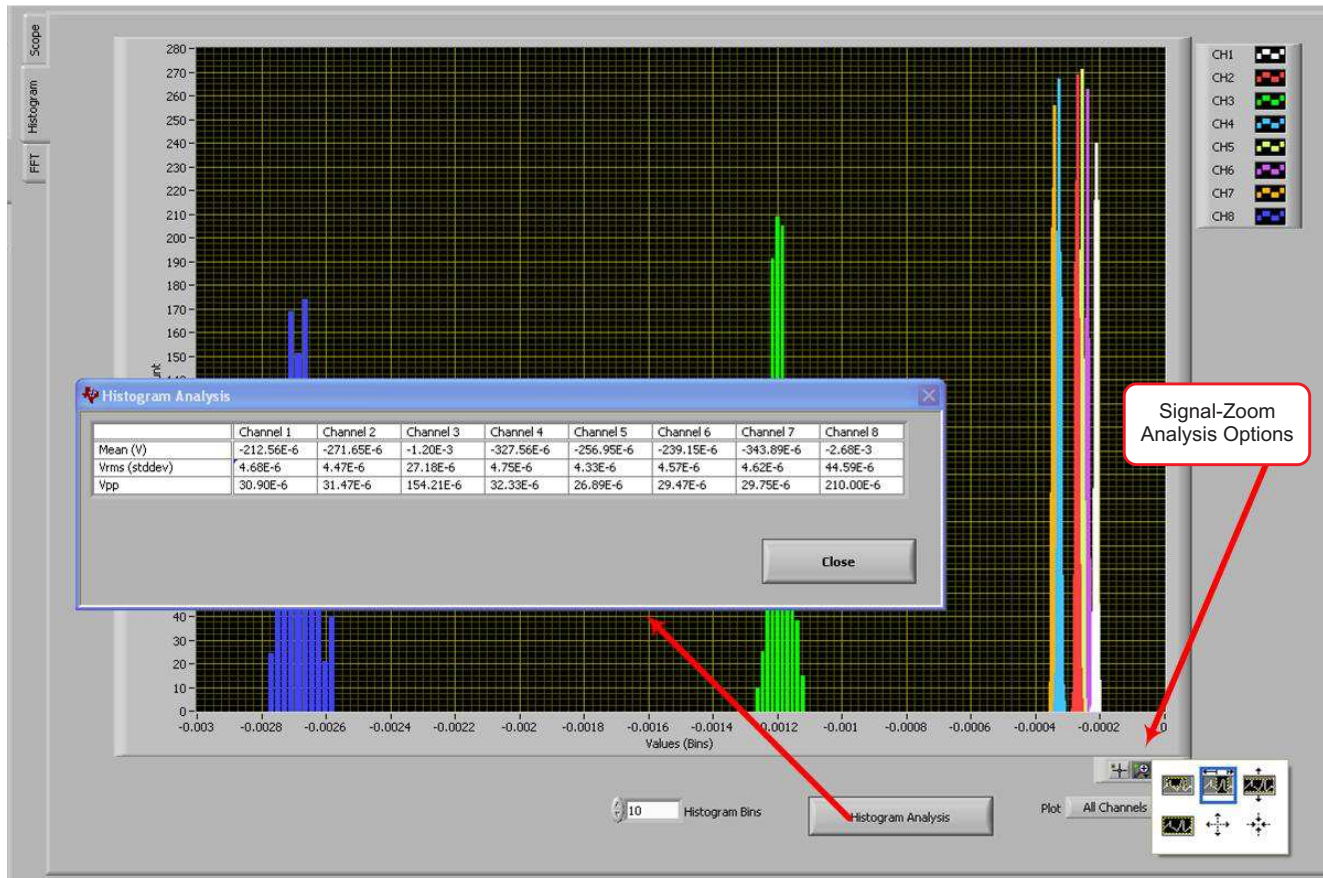 Scope
Histogram
FFT
280
270
260
250
240
230
220
210
200
190
180
170
160
150
40
30
20
10
0
-0.003 -0.0028 -0.0026 -0.0024 -0.0022 -0.002 -0.0018 -0.0016 -0.0014 -0.0012 -0.001 -0.0008 -0.0006 -0.0004 -0.0002 0
Values (Bins)
CH1
CH2
CH3
CH4
CH5
CH6
CH7
CH8
Histogram Analysis
Channel 1 Channel 2 Channel 3 Channel 4 Channel 5 Channel 6 Channel 7 Channel 8
Mean (V) -212.56E-6 -271.65E-6 -1.20E-3 -327.56E-6 -256.95E-6 -239.15E-6 -343.89E-6 -2.68E-3
Vrms (stddev) 4.68E-6 4.47E-6 27.18E-6 4.75E-6 4.33E-6 4.57E-6 4.62E-6 44.59E-6
Vpp 30.90E-6 31.47E-6 154.21E-6 32.33E-6 26.89E-6 29.47E-6 29.75E-6 210.00E-6
Close
Signal-Zoom
Analysis Options
10 Histogram Bins
Histogram Analysis
Plot All Channels